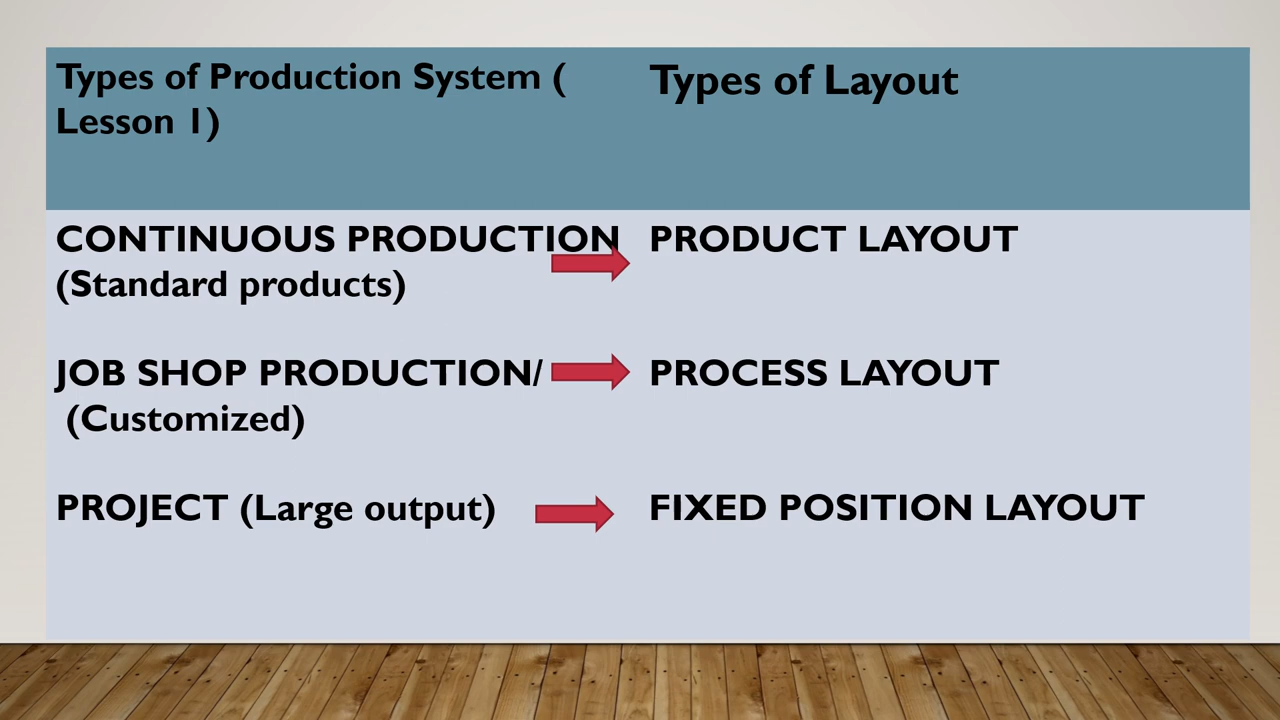 Types of Production System (
Lesson 1)
Types of Layout
CONTINUOUS PRODUCTION
(Standard products)
PRODUCT LAYOUT
JOB SHOP PRODUCTION/
(Customized)
PROCESS LAYOUT
PROJECT (Large output)
FIXED POSITION LAYOUT